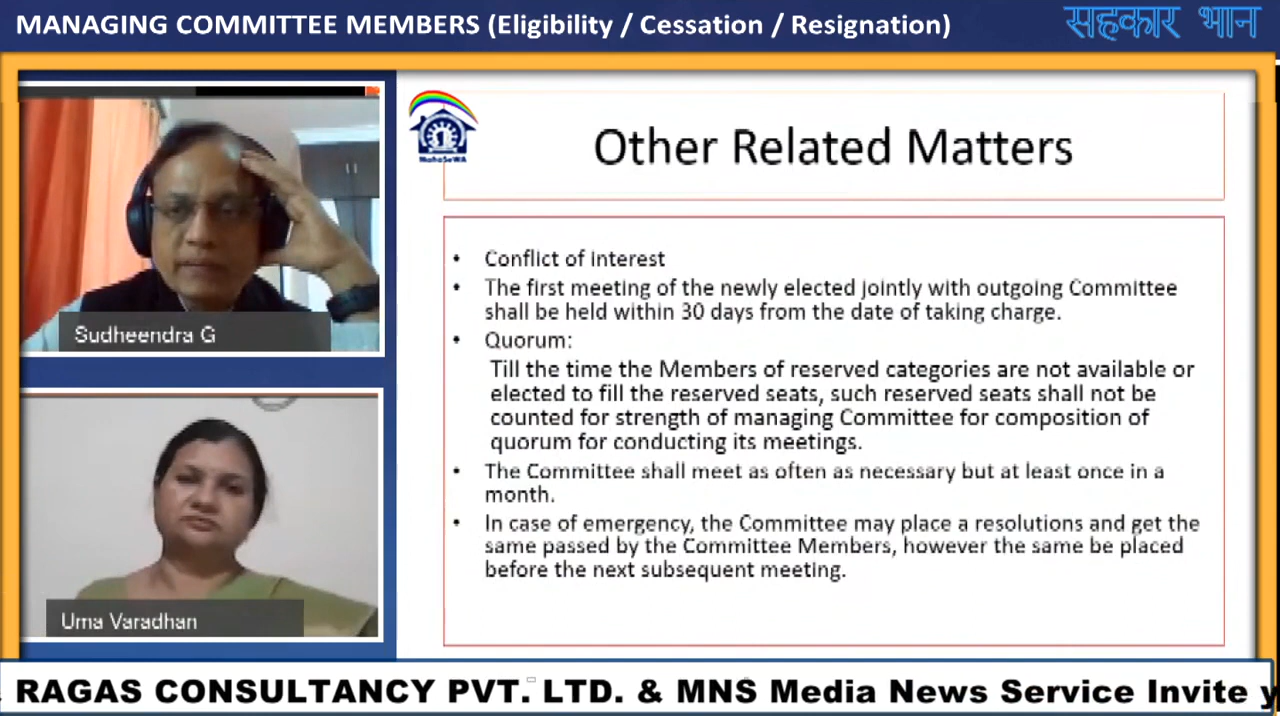 MANAGING COMMITTEE MEMBERS (Eligibility / Cessation / Resignation)
सहकार भान
Sudheendra G
Uma Varadhan
1
MahaSeWA
Other Related Matters
• Conflict of interest
• The first meeting of the newly elected jointly with outgoing Committee
shall be held within 30 days from the date of taking charge.
• Quorum:
Till the time the Members of reserved categories are not available or
elected to fill the reserved seats, such reserved seats shall not be
counted for strength of managing Committee for composition of
quorum for conducting its meetings.
• The Committee shall meet as often as necessary but at least once in a
month.
• In case of emergency, the Committee may place a resolutions and get the
same passed by the Committee Members, however the same be placed
before the next subsequent meeting.
RAGAS CONSULTANCY PVT. LTD. & MNS Media News Service Invite